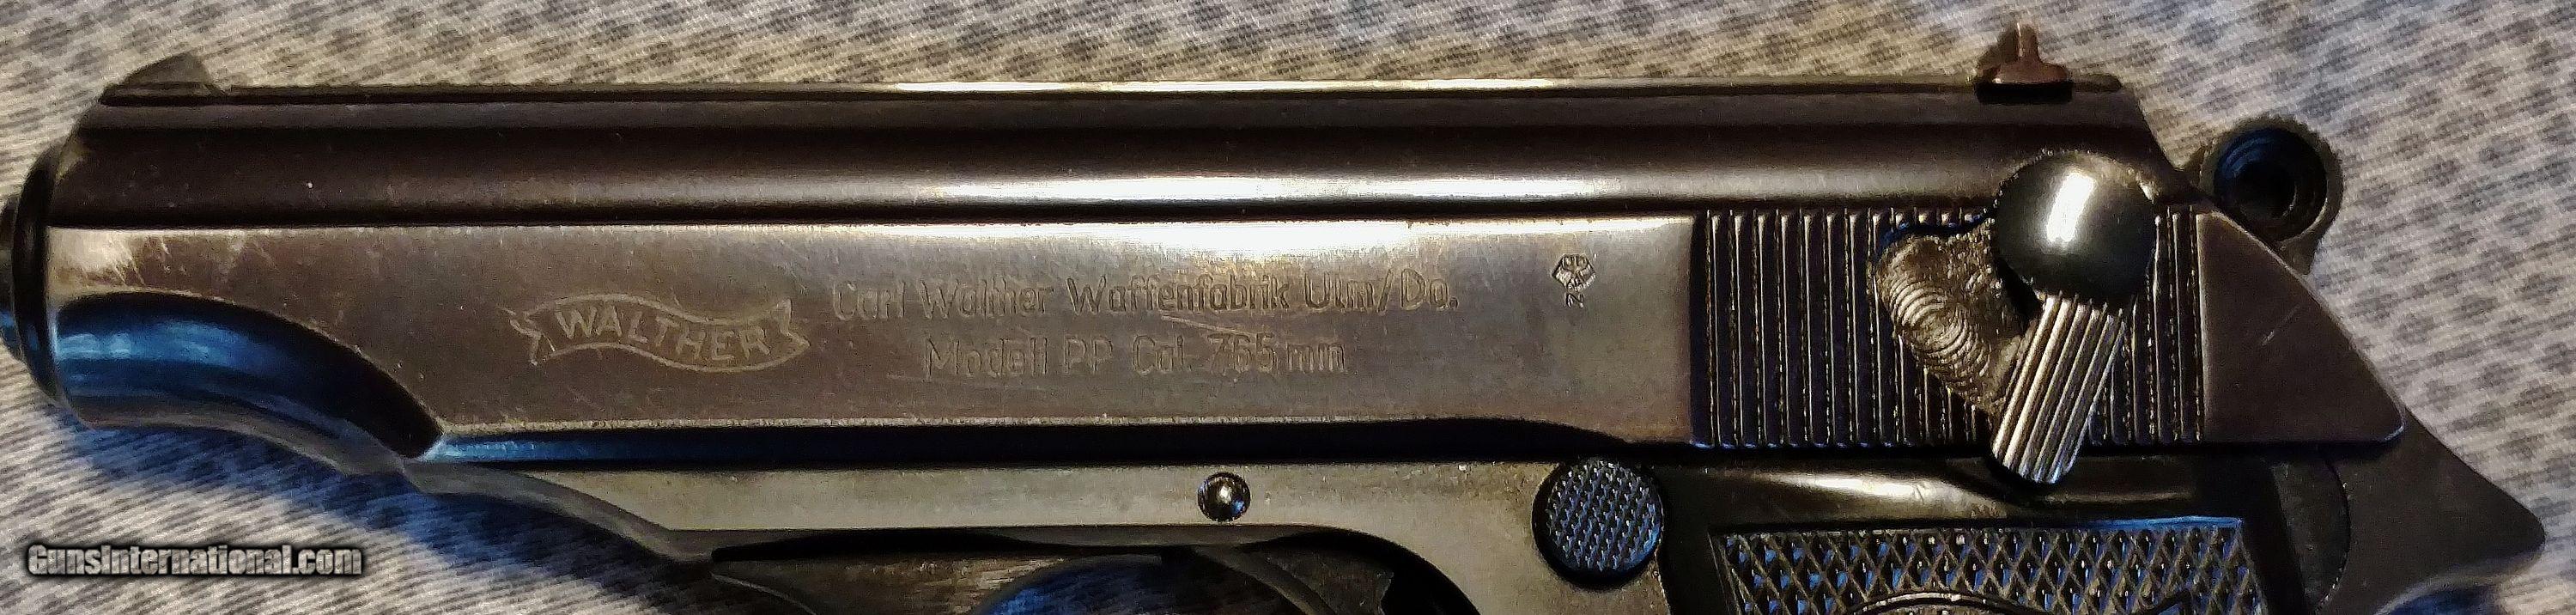 WALTHER
Carl Walther Waffenfabrik Ulm/Do.
Modell PP Cal. 7.65 mm
GunsInternational.com